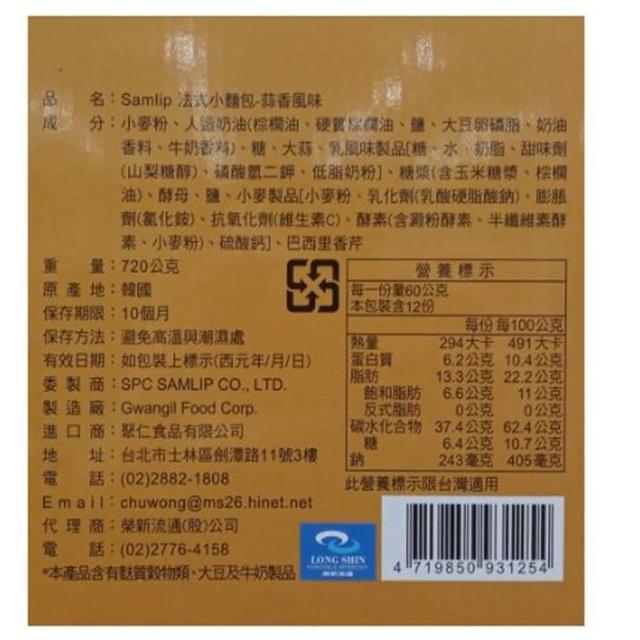 品　　名：Samlip 法式小麵包-蒜香風味
成　　分：小麥粉、人造奶油(棕櫚油、硬質棕櫚油、鹽、大豆卵磷脂、奶油
香料、牛奶香料)、糖、大蒜、乳風味製品[糖、水、奶脂、甜味劑
(山梨糖醇)、磷酸氫二鉀、低脂奶粉]、糖漿(含玉米糖漿、棕櫚
油)、酵母、鹽、小麥製品[小麥粉、乳化劑(乳酸硬脂酸鈉)、膨脹
劑(氯化銨)、抗氧化劑(維生素C)、酵素(含澱粉酵素、半纖維素酵
素、小麥粉)、硫酸鈣]、巴西里香芹
重　　量：720公克
原 產 地：韓國
保存期限：10個月
保存方法：避免高溫與潮濕處
有效日期：如包裝上標示(西元年/月/日)
委 製 商：SPC SAMLIP CO., LTD.
製 造 廠：Gwangil Food Corp.
進 口 商：聚仁食品有限公司
地　　址：台北市士林區劍潭路11號3樓
電　　話：(02)2882-1808
Email：chuwong@ms26.hinet.net
代 理 商：榮新流通(股)公司
電　　話：(02)2776-4158
*本產品含有麩質穀物類、大豆及牛奶製品
營養標示
每一份量60公克
本包裝含12份
每份 每100公克
熱量 294大卡 491大卡
蛋白質 6.2公克 10.4公克
脂肪 13.3公克 22.2公克
飽和脂肪 6.6公克 11公克
反式脂肪 0公克 0公克
碳水化合物 37.4公克 62.4公克
糖 6.4公克 10.7公克
鈉 243毫克 405毫克
此營養標示限台灣適用
LONG SHIN
榮新流通
4 719850 931254